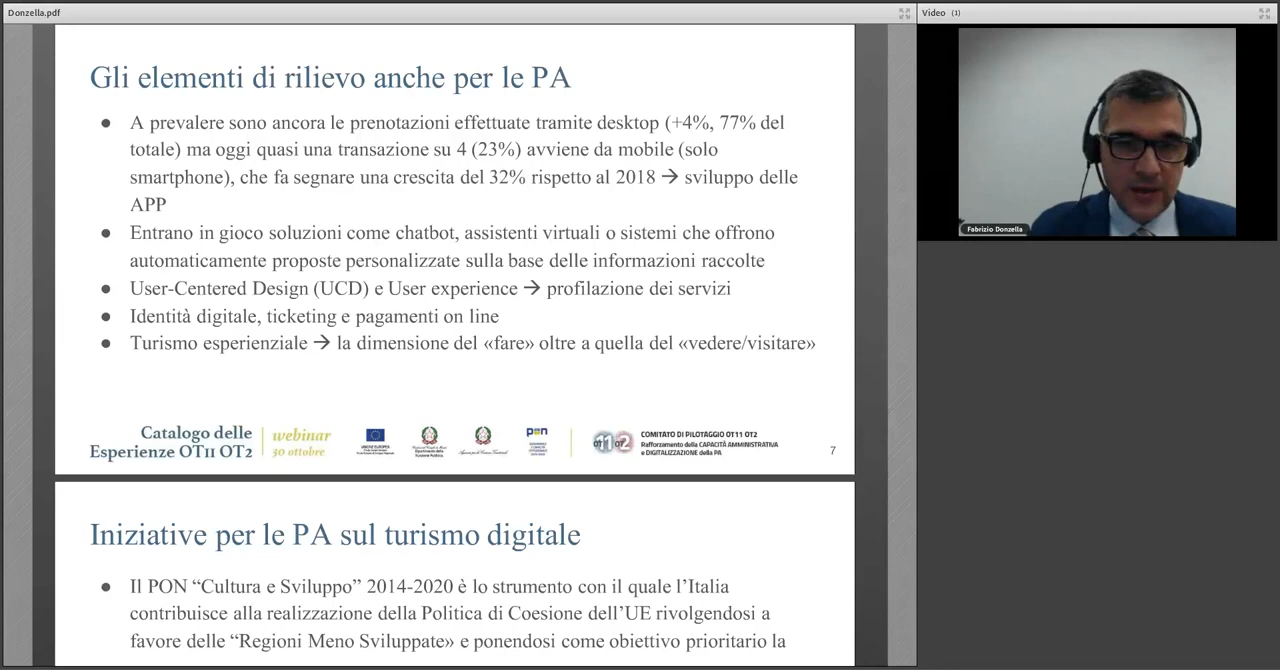 Donzella.pdf
Gli elementi di rilievo anche per le PA
● A prevalere sono ancora le prenotazioni effettuate tramite desktop (+4%, 77% del
totale) ma oggi quasi una transazione su 4 (23%) avviene da mobile (solo
smartphone), che fa segnare una crescita del 32% rispetto al 2018 → sviluppo delle
APP
● Entrano in gioco soluzioni come chatbot, assistenti virtuali o sistemi che offrono
automaticamente proposte personalizzate sulla base delle informazioni raccolte
● User-Centered Design (UCD) e User experience → profilazione dei servizi
● Identità digitale, ticketing e pagamenti on line
● Turismo esperienziale → la dimensione del «fare» oltre a quella del «vedere/visitare»
Catalogo delle
Esperienze OT11 OT2
webinar
30 ottobre
UNIONE EUROPEA
pon
OT11 OT2
COMITATO DI PILOTAGGIO OT11 OT2
Rafforzamento della CAPACITÀ AMMINISTRATIVA
e DIGITALIZZAZIONE della PA
7
Iniziative per le PA sul turismo digitale
● Il PON “Cultura e Sviluppo” 2014-2020 è lo strumento con il quale l’Italia
contribuisce alla realizzazione della Politica di Coesione dell’UE rivolgendosi a
favore delle “Regioni Meno Sviluppate» e ponendosi come obiettivo prioritario la
Video (1)
Fabrizio Donzella